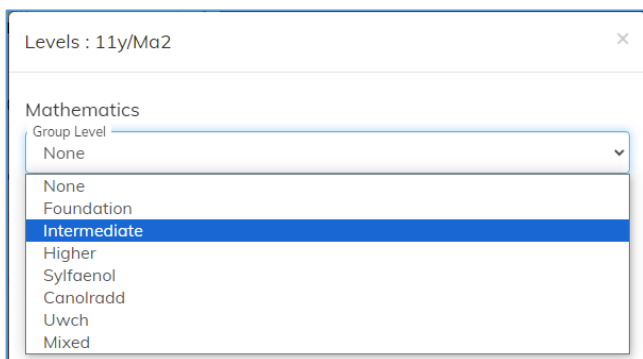 Levels : 11y/Ma2 ×
Mathematics
Group Level
None
None
Foundation
Intermediate
Higher
Sylfaenol
Canolradd
Uwch
Mixed